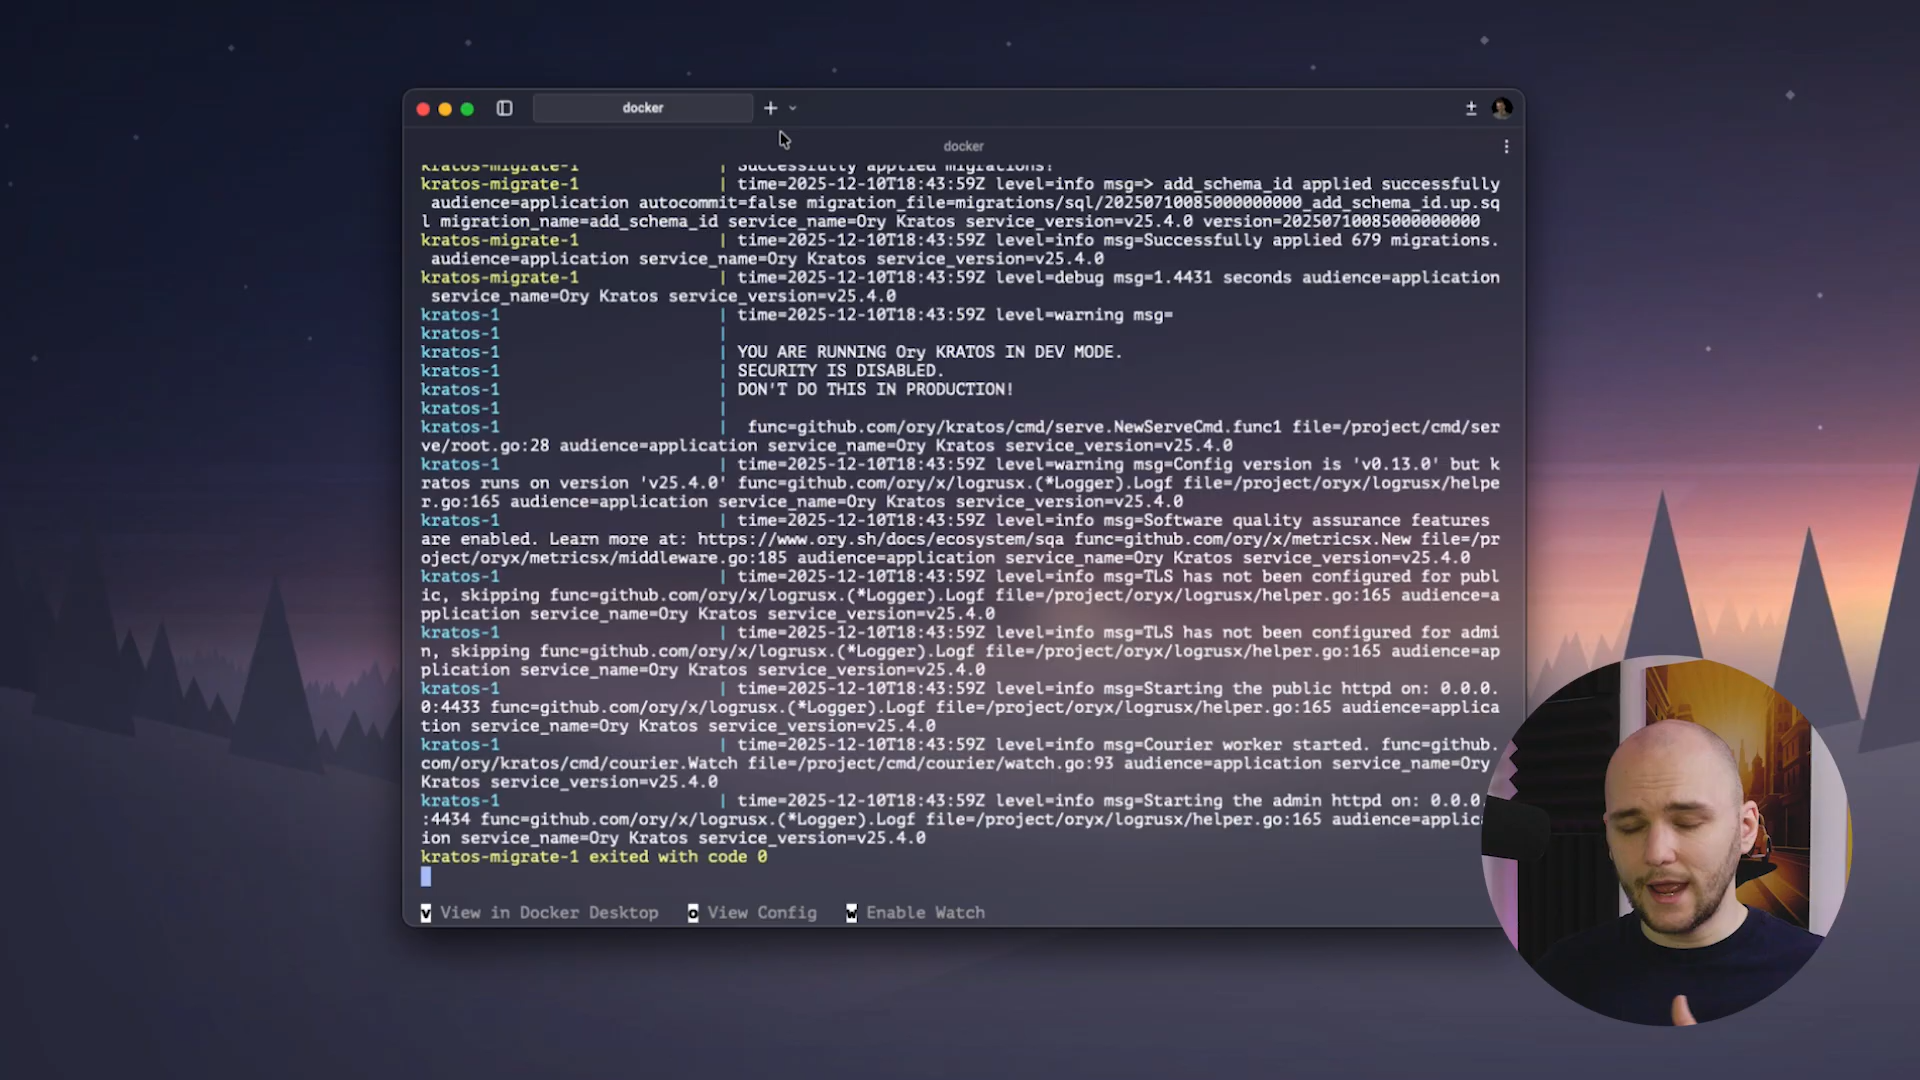 docker
docker
kratos-migrate-1 | Successfully applied migrations!
kratos-migrate-1 | time=2025-12-10T18:43:59Z level=info msg=> add_schema_id applied successfully
audience=application autocommit=false migration_file=migrations/sql/20250710085000000000_add_schema_id.up.sq
l migration_name=add_schema_id service_name=Ory Kratos service_version=v25.4.0 version=20250710085000000000
kratos-migrate-1 | time=2025-12-10T18:43:59Z level=info msg=Successfully applied 679 migrations.
audience=application service_name=Ory Kratos service_version=v25.4.0
kratos-migrate-1 | time=2025-12-10T18:43:59Z level=debug msg=1.4431 seconds audience=application
service_name=Ory Kratos service_version=v25.4.0
kratos-1 | time=2025-12-10T18:43:59Z level=warning msg=
kratos-1 |
kratos-1 | YOU ARE RUNNING Ory KRATOS IN DEV MODE.
kratos-1 | SECURITY IS DISABLED.
kratos-1 | DON'T DO THIS IN PRODUCTION!
kratos-1 |
kratos-1 | func=github.com/ory/kratos/cmd/serve.NewServeCmd.func1 file=/project/cmd/ser
ve/root.go:28 audience=application service_name=Ory Kratos service_version=v25.4.0
kratos-1 | time=2025-12-10T18:43:59Z level=warning msg=Config version is 'v0.13.0' but k
ratos runs on version 'v25.4.0' func=github.com/ory/x/logrusx.(*Logger).Logf file=/project/oryx/logrusx/helpe
r.go:165 audience=application service_name=Ory Kratos service_version=v25.4.0
kratos-1 | time=2025-12-10T18:43:59Z level=info msg=Software quality assurance features
are enabled. Learn more at: https://www.ory.sh/docs/ecosystem/sqa func=github.com/ory/x/metricsx.New file=/pr
oject/oryx/metricsx/middleware.go:185 audience=application service_name=Ory Kratos service_version=v25.4.0
kratos-1 | time=2025-12-10T18:43:59Z level=info msg=TLS has not been configured for publ
ic, skipping func=github.com/ory/x/logrusx.(*Logger).Logf file=/project/oryx/logrusx/helper.go:165 audience=a
pplication service_name=Ory Kratos service_version=v25.4.0
kratos-1 | time=2025-12-10T18:43:59Z level=info msg=TLS has not been configured for admi
n, skipping func=github.com/ory/x/logrusx.(*Logger).Logf file=/project/oryx/logrusx/helper.go:165 audience=ap
plication service_name=Ory Kratos service_version=v25.4.0
kratos-1 | time=2025-12-10T18:43:59Z level=info msg=Starting the public httpd on: 0.0.0.
0:4433 func=github.com/ory/x/logrusx.(*Logger).Logf file=/project/oryx/logrusx/helper.go:165 audience=applica
tion service_name=Ory Kratos service_version=v25.4.0
kratos-1 | time=2025-12-10T18:43:59Z level=info msg=Courier worker started. func=github.
com/ory/kratos/cmd/courier.Watch file=/project/cmd/courier/watch.go:93 audience=application service_name=Ory
Kratos service_version=v25.4.0
kratos-1 | time=2025-12-10T18:43:59Z level=info msg=Starting the admin httpd on: 0.0.0
:4434 func=github.com/ory/x/logrusx.(*Logger).Logf file=/project/oryx/logrusx/helper.go:165 audience=applic
ion service_name=Ory Kratos service_version=v25.4.0
kratos-migrate-1 exited with code 0
v View in Docker Desktop o View Config w Enable Watch